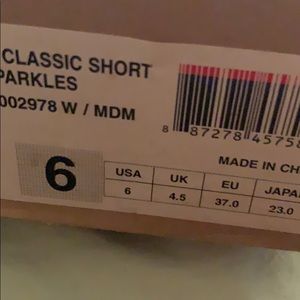 CLASSIC SHORT
PARKLES
002978 W / MDM
8 87278 45758
MADE IN CH
6
USA UK EU JAPA
6 4.5 37.0 23.0